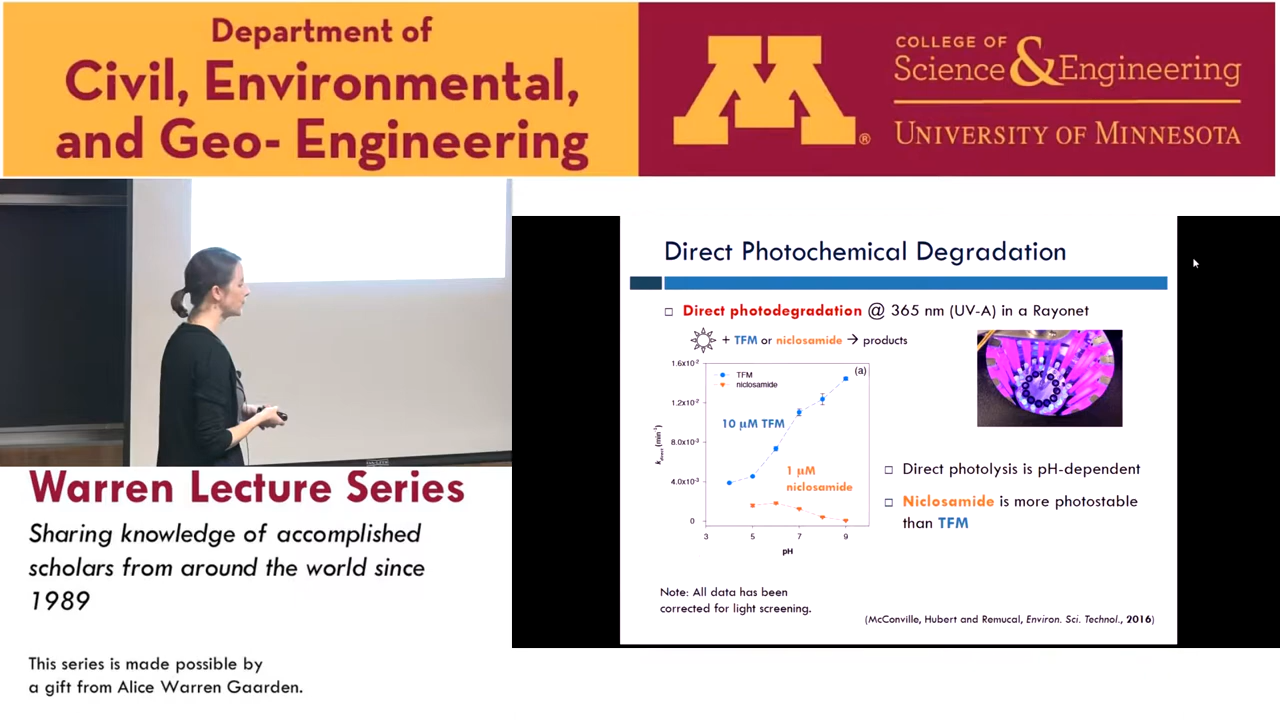 Department of
Civil, Environmental,
and Geo- Engineering
M®
COLLEGE OF
Science & Engineering
UNIVERSITY OF MINNESOTA
Warren Lecture Series
Sharing knowledge of accomplished
scholars from around the world since
1989
This series is made possible by
a gift from Alice Warren Gaarden.
Direct Photochemical Degradation
□ Direct photodegradation @ 365 nm (UV-A) in a Rayonet
+ TFM or niclosamide → products
(a)
TFM
niclosamide
10 μM TFM
1 μM
niclosamide
k direct (min⁻¹)
1.6x10⁻²
1.2x10⁻²
8.0x10⁻³
4.0x10⁻³
0
3 5 7 9
pH
□ Direct photolysis is pH-dependent
□ Niclosamide is more photostable
than TFM
Note: All data has been
corrected for light screening.
(McConville, Hubert and Remucal, Environ. Sci. Technol., 2016)